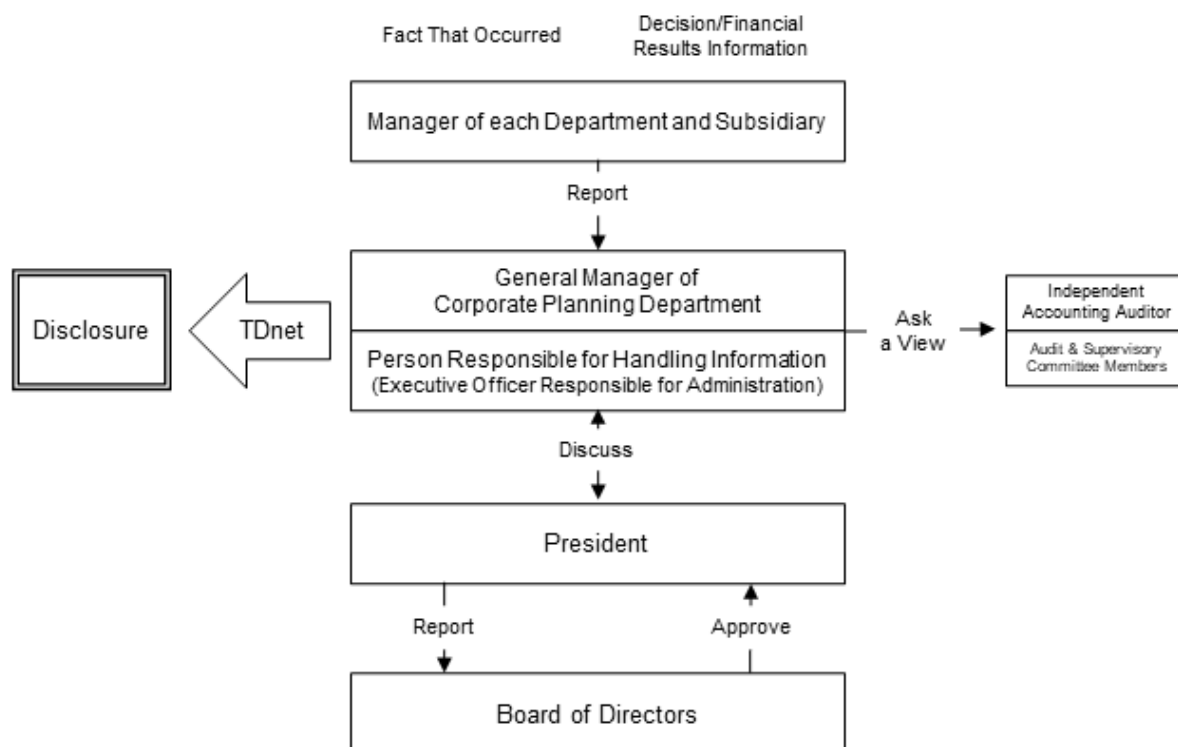 Fact That Occurred
Decision/Financial
Results Information
Manager of each Department and Subsidiary
Report
General Manager of
Corporate Planning Department
Person Responsible for Handling Information
(Executive Officer Responsible for Administration)
Disclosure
TDnet
Ask
a View
Independent
Accounting Auditor
Audit & Supervisory
Committee Members
Discuss
President
Report
Approve
Board of Directors